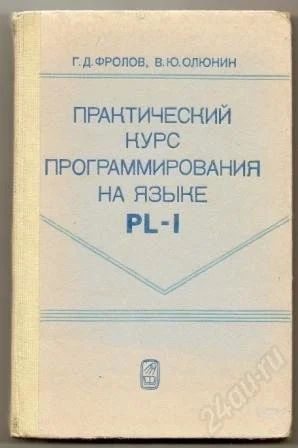 Г.Д.ФРОЛОВ, В.Ю.ОЛЮНИН
ПРАКТИЧЕСКИЙ
КУРС
ПРОГРАММИРОВАНИЯ
НА ЯЗЫКЕ
PL-I
24au.ru